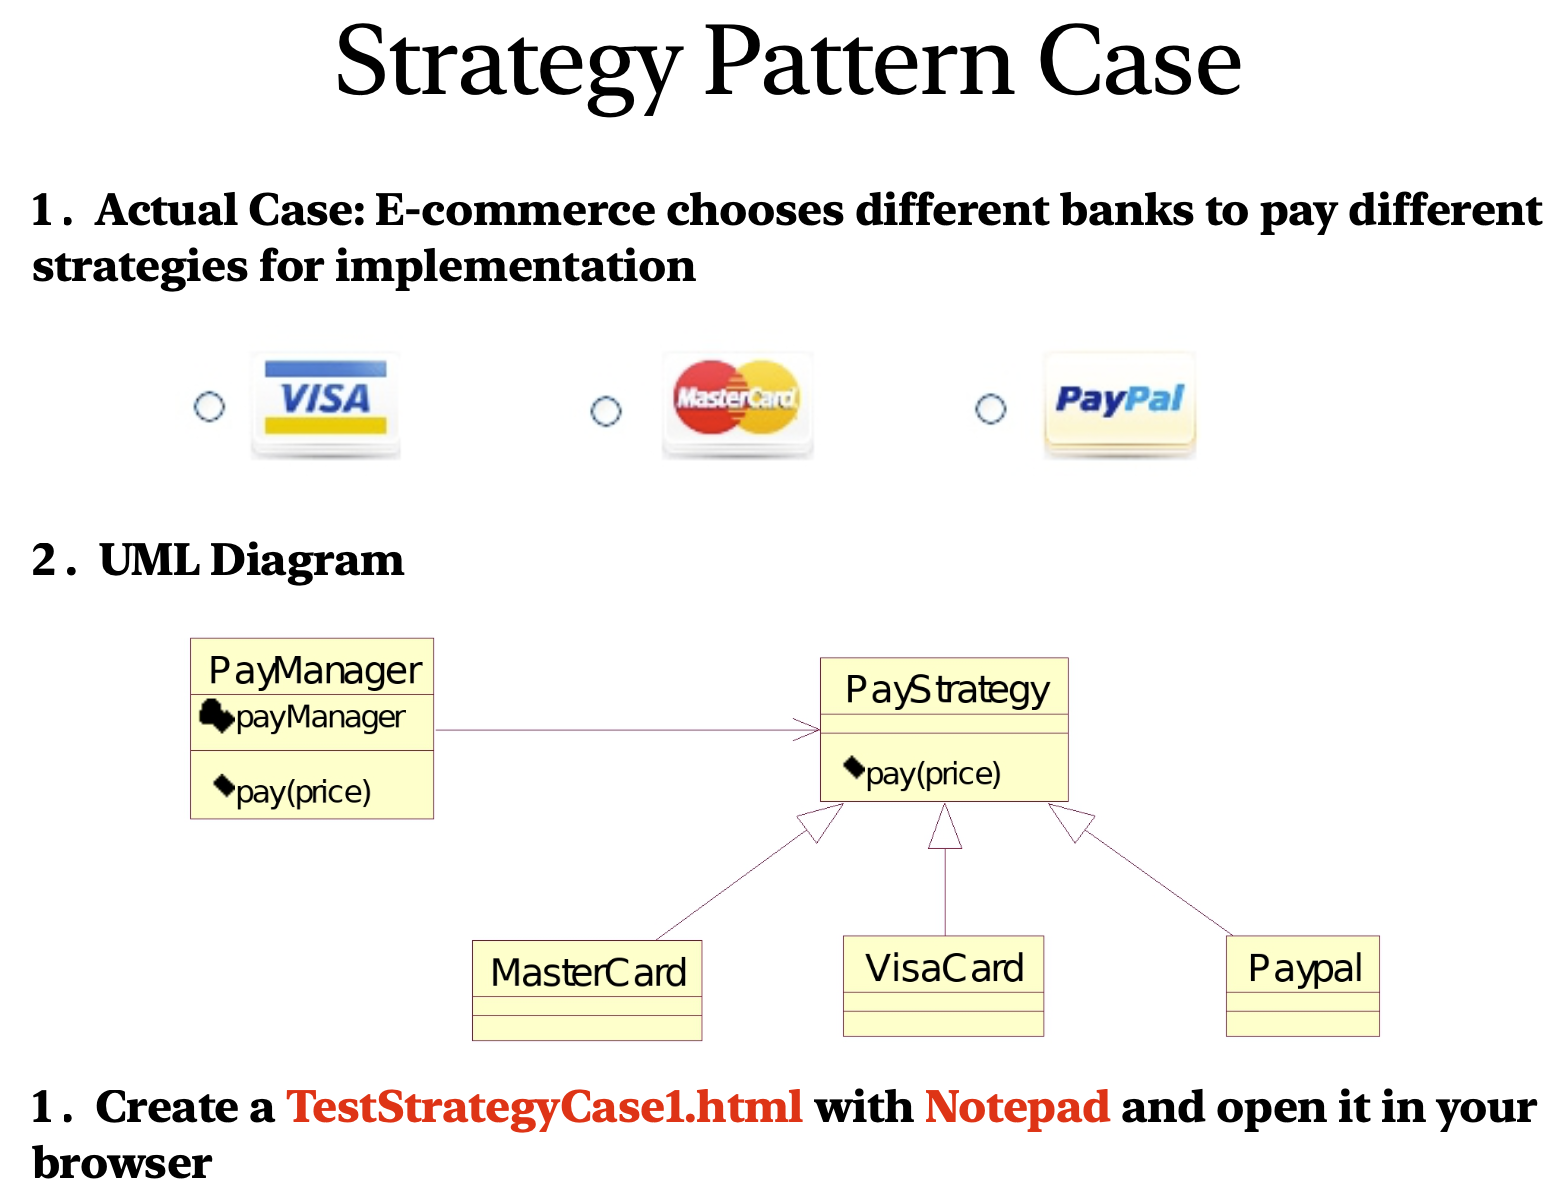 Strategy Pattern Case
1. Actual Case: E-commerce chooses different banks to pay different
strategies for implementation
VISA
MasterCard
PayPal
2. UML Diagram
PayManager
payManager
pay(price)
PayStrategy
pay(price)
MasterCard
VisaCard
Paypal
1. Create a TestStrategyCase1.html with Notepad and open it in your
browser